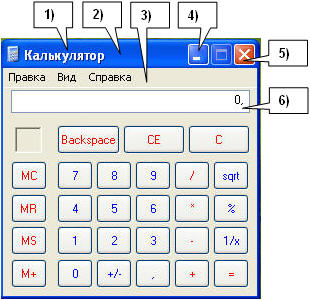 1) 2) 3) 4)
Калькулятор
5)
Правка Вид Справка
0,
6)
Backspace CE C
MC 7 8 9 / sqrt
MR 4 5 6 * %
MS 1 2 3 - 1/x
M+ 0 +/- , + =